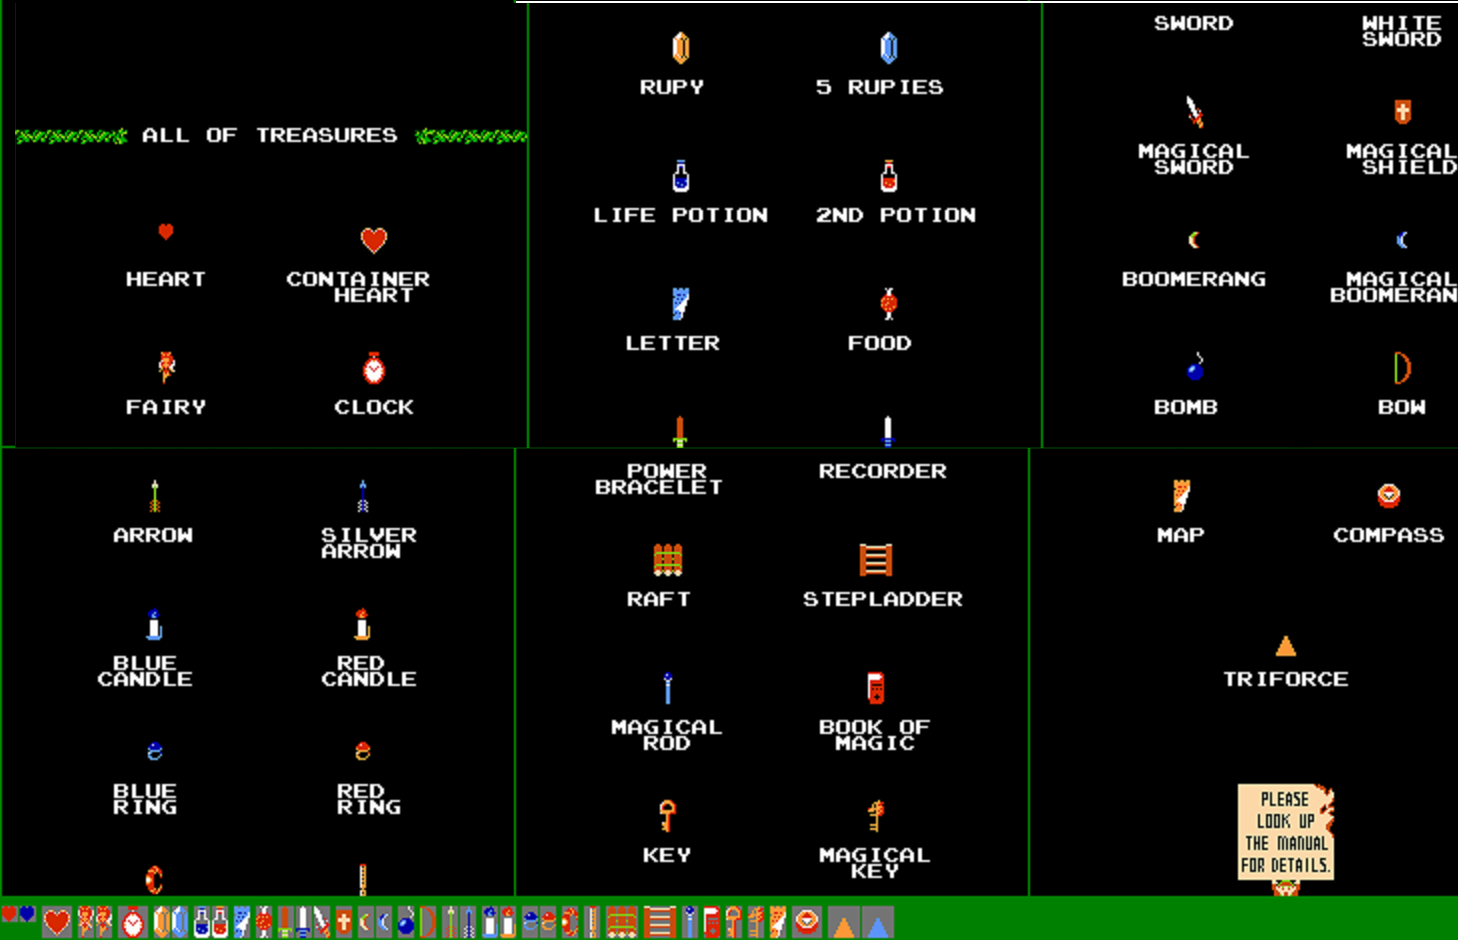 ALL OF TREASURES
HEART
CONTAINER
HEART
FAIRY
CLOCK
RUPY
5 RUPIES
LIFE POTION
2ND POTION
LETTER
FOOD
SWORD
WHITE
SWORD
MAGICAL
SWORD
MAGICAL
SHIELD
BOOMERANG
MAGICAL
BOOMERAN
BOMB
BOW
ARROW
SILVER
ARROW
BLUE
CANDLE
RED
CANDLE
BLUE
RING
RED
RING
POWER
BRACELET
RECORDER
RAFT
STEPLADDER
MAGICAL
ROD
BOOK OF
MAGIC
KEY
MAGICAL
KEY
MAP
COMPASS
TRIFORCE
PLEASE
LOOK UP
THE MANUAL
FOR DETAILS.